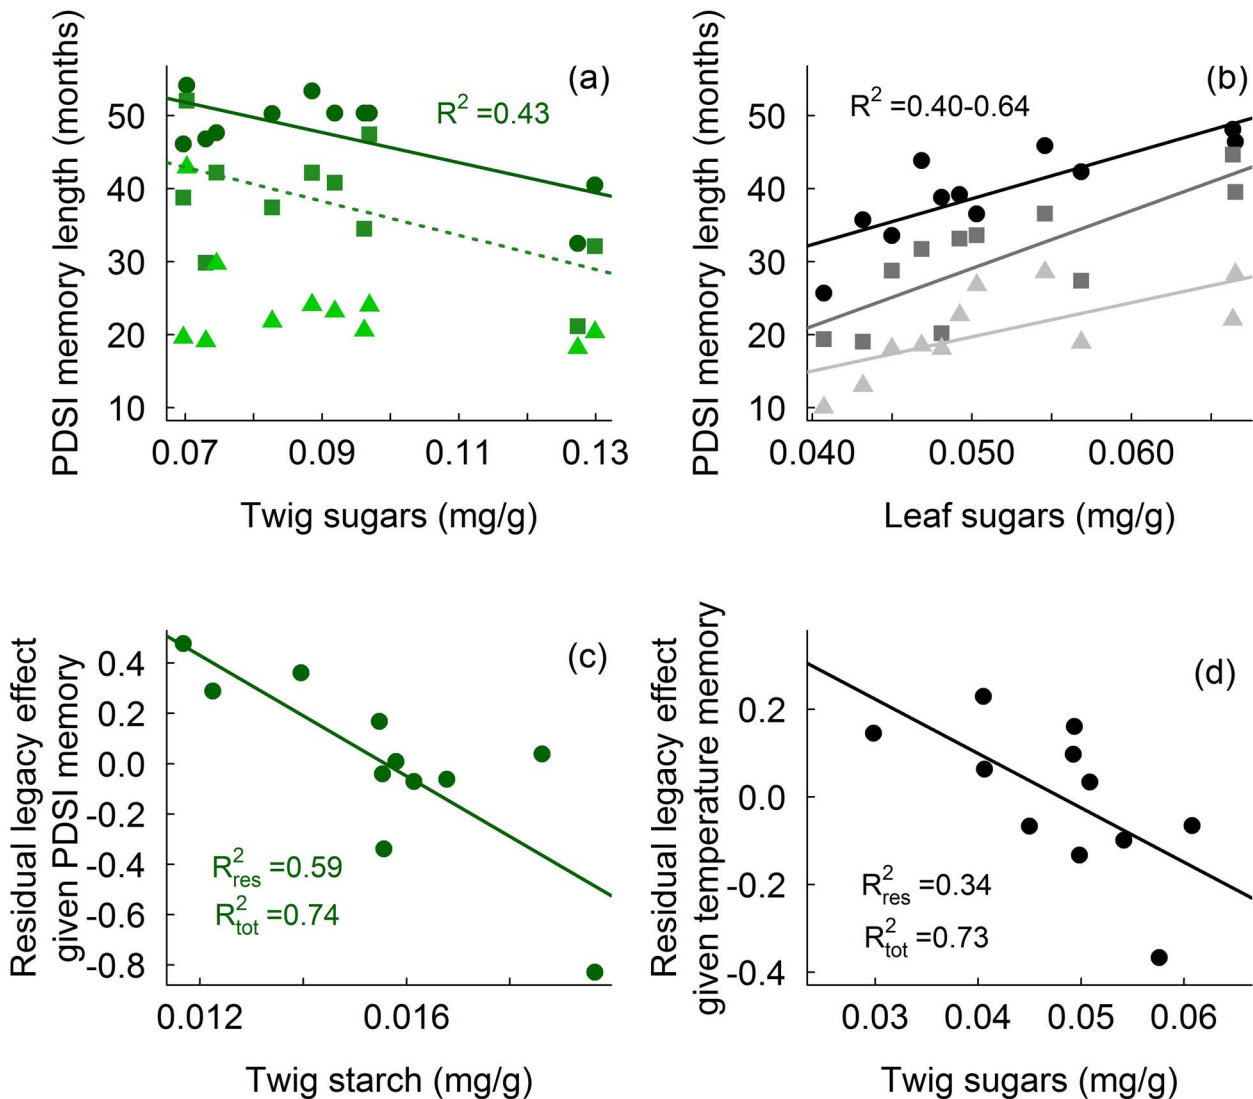 PDSI memory length (months)
(a)
R² =0.43
50
40
30
20
10
0.07
0.09
0.11
0.13
Twig sugars (mg/g)
PDSI memory length (months)
(b)
R² =0.40-0.64
50
40
30
20
10
0.040
0.050
0.060
Leaf sugars (mg/g)
Residual legacy effect
given PDSI memory
(c)
0.4
0.2
0.0
-0.2
-0.4
-0.6
-0.8
R²res =0.59
R²tot =0.74
0.012
0.016
Twig starch (mg/g)
Residual legacy effect
given temperature memory
(d)
0.2
0.0
-0.2
-0.4
R²res =0.34
R²tot =0.73
0.03
0.04
0.05
0.06
Twig sugars (mg/g)